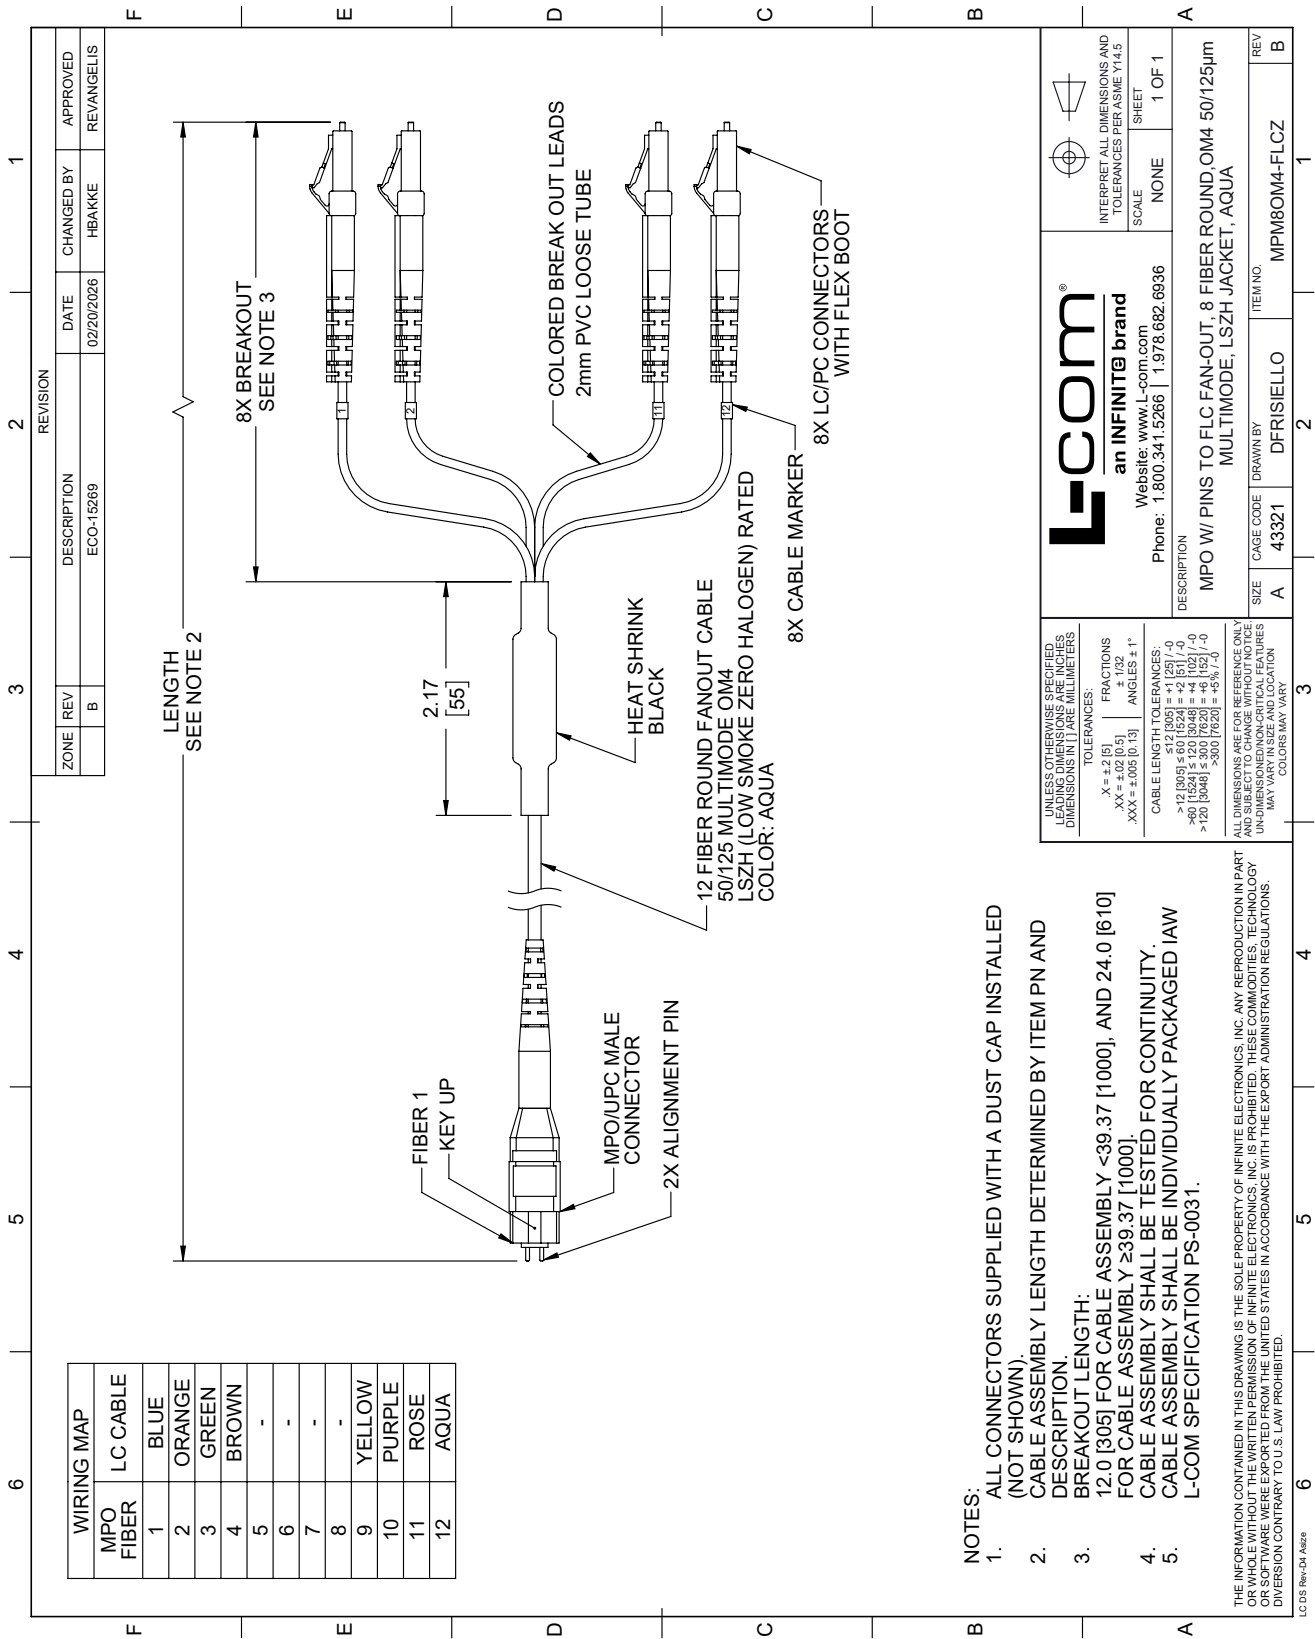 REVISION
ZONE REV DESCRIPTION DATE CHANGED BY APPROVED
B ECO-15269 02/20/2026 HBAKKE REVANGELIS
6 5 4 3 2 1
F
E
D
C
B
A
WIRING MAP
MPO FIBER LC CABLE
1 BLUE
2 ORANGE
3 GREEN
4 BROWN
5 -
6 -
7 -
8 -
9 YELLOW
10 PURPLE
11 ROSE
12 AQUA
LENGTH
SEE NOTE 2
8X BREAKOUT
SEE NOTE 3
2.17
[55]
FIBER 1
KEY UP
MPO/UPC MALE
CONNECTOR
2X ALIGNMENT PIN
HEAT SHRINK
BLACK
12 FIBER ROUND FANOUT CABLE
50/125 MULTIMODE OM4
LSZH (LOW SMOKE ZERO HALOGEN) RATED
COLOR: AQUA
1
2
11
12
COLORED BREAK OUT LEADS
2mm PVC LOOSE TUBE
8X CABLE MARKER
8X LC/PC CONNECTORS
WITH FLEX BOOT
NOTES:
1. ALL CONNECTORS SUPPLIED WITH A DUST CAP INSTALLED
(NOT SHOWN).
2. CABLE ASSEMBLY LENGTH DETERMINED BY ITEM PN AND
DESCRIPTION.
3. BREAKOUT LENGTH:
12.0 [305] FOR CABLE ASSEMBLY <39.37 [1000], AND 24.0 [610]
FOR CABLE ASSEMBLY ≥39.37 [1000].
4. CABLE ASSEMBLY SHALL BE TESTED FOR CONTINUITY.
5. CABLE ASSEMBLY SHALL BE INDIVIDUALLY PACKAGED IAW
L-COM SPECIFICATION PS-0031.
THE INFORMATION CONTAINED IN THIS DRAWING IS THE SOLE PROPERTY OF INFINITE ELECTRONICS, INC. ANY REPRODUCTION IN PART
OR WHOLE WITHOUT THE WRITTEN PERMISSION OF INFINITE ELECTRONICS, INC. IS PROHIBITED. THESE COMMODITIES, TECHNOLOGY
OR SOFTWARE WERE EXPORTED FROM THE UNITED STATES IN ACCORDANCE WITH THE EXPORT ADMINISTRATION REGULATIONS.
DIVERSION CONTRARY TO U.S. LAW PROHIBITED.
UNLESS OTHERWISE SPECIFIED
LEADING DIMENSIONS ARE INCHES
DIMENSIONS IN [ ] ARE MILLIMETERS
TOLERANCES:
.X = ±.2 [5] FRACTIONS
.XX = ±.02 [0.5] ± 1/32
.XXX = ±.005 [0.13] ANGLES ± 1°
CABLE LENGTH TOLERANCES:
≤12 [305] = +1 [25] / -0
>12 [305] ≤ 60 [1524] = +2 [51] / -0
>60 [1524] ≤ 120 [3048] = +4 [102] / -0
>120 [3048] ≤ 300 [7620] = +6 [152] / -0
>300 [7620] = +5% / -0
ALL DIMENSIONS ARE FOR REFERENCE ONLY
AND SUBJECT TO CHANGE WITHOUT NOTICE.
UN-DIMENSIONED/NON-CRITICAL FEATURES
MAY VARY IN SIZE AND LOCATION
COLORS MAY VARY
L-com®
an INFINITE brand
Website: www.L-com.com
Phone: 1.800.341.5266 | 1.978.682.6936
INTERPRET ALL DIMENSIONS AND
TOLERANCES PER ASME Y14.5
SCALE NONE
SHEET 1 OF 1
DESCRIPTION
MPO W/ PINS TO FLC FAN-OUT, 8 FIBER ROUND,OM4 50/125µm
MULTIMODE, LSZH JACKET, AQUA
SIZE A
CAGE CODE 43321
DRAWN BY DFRISIELLO
ITEM NO. MPM8OM4-FLCZ
REV B
6 5 4 3 2 1
F
E
D
C
B
A
LC DS Rev-D4 Asize